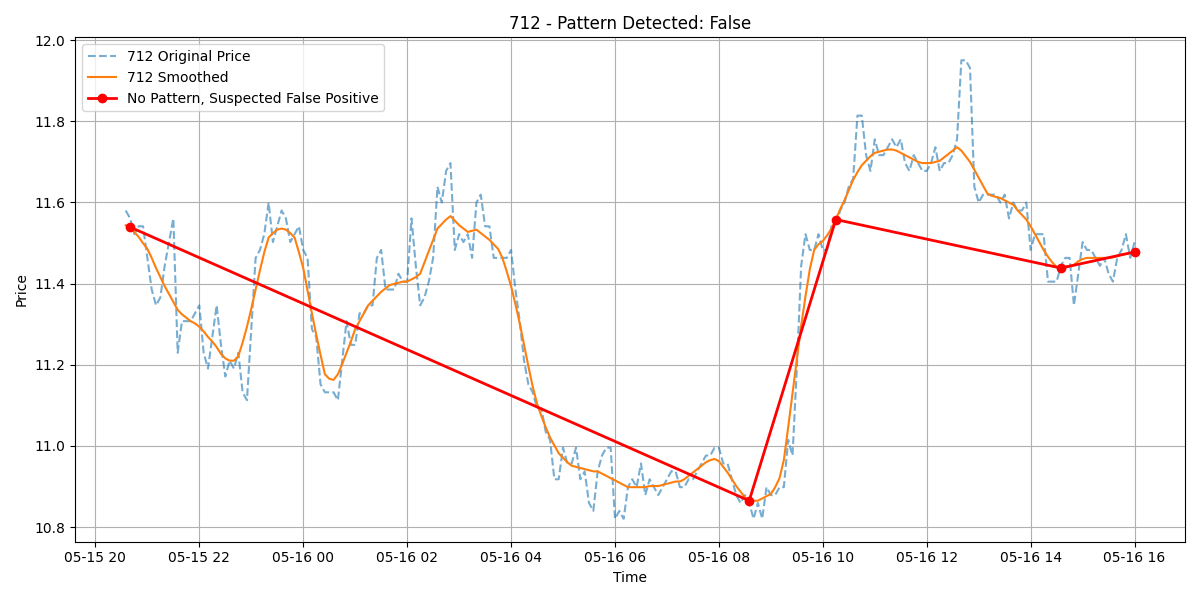 712 - Pattern Detected: False
712 Original Price
712 Smoothed
No Pattern, Suspected False Positive
Price
12.0
11.8
11.6
11.4
11.2
11.0
10.8
05-15 20 05-15 22 05-16 00 05-16 02 05-16 04 05-16 06 05-16 08 05-16 10 05-16 12 05-16 14 05-16 16
Time